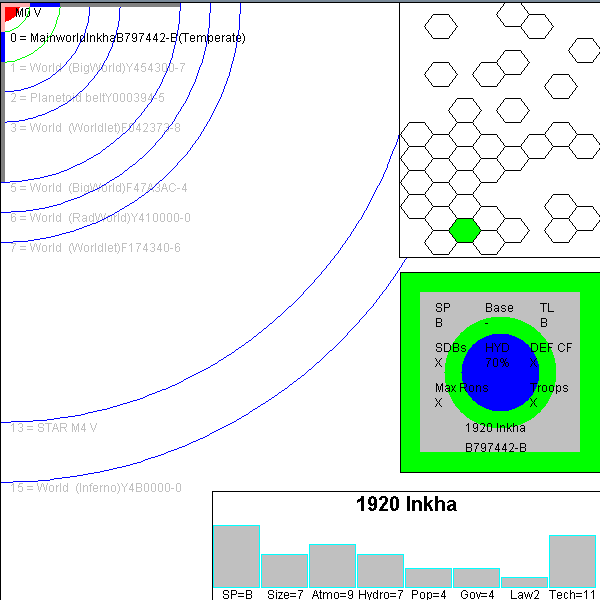 M0 V
0 = MainworldInkhaB797442-B(Temperate)
1 = World (BigWorld)Y454300-7
2 = Planetoid beltY000394-5
3 = World (Worldlet)F042373-8
5 = World (BigWorld)F47A3AC-4
6 = World (RadWorld)Y410000-0
7 = World (Worldlet)F174340-6
13 = STAR M4 V
15 = World (Inferno)Y4B0000-0
SP Base TL
B - B
SDBs HYD DEF CF
X 70% X
Max Troops
X X
1920 Inkha
B797442-B
1920 Inkha
SP=B Size=7 Atmo=9 Hydro=7 Pop=4 Gov=4 Law2 Tech=11